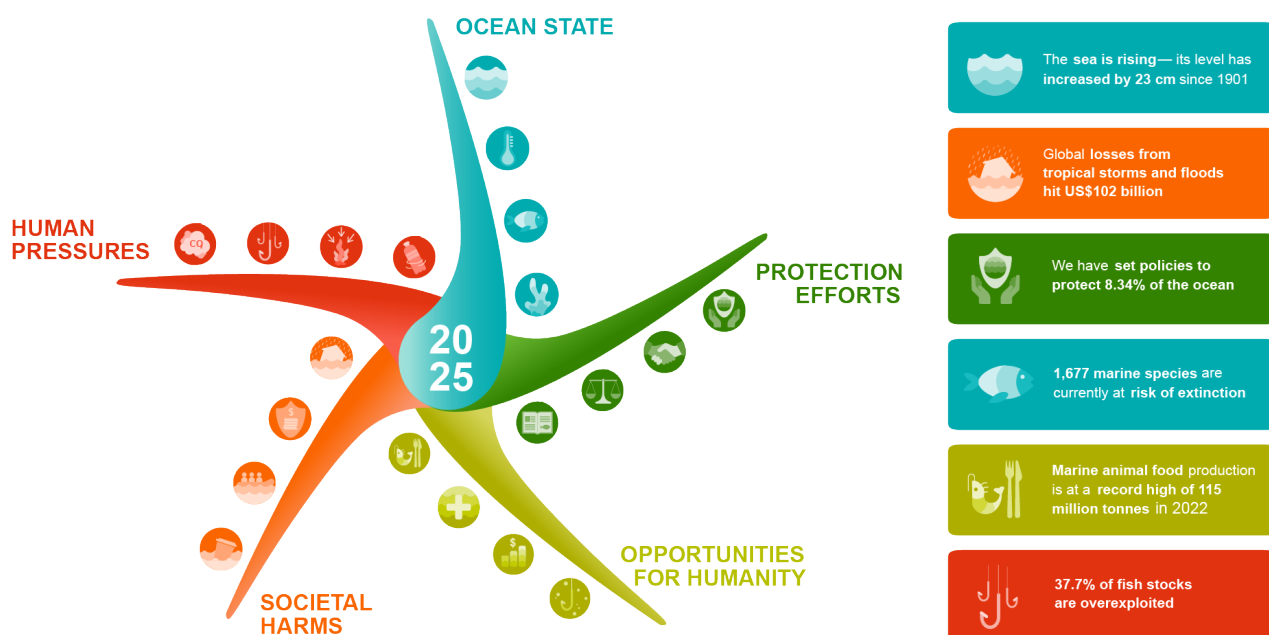 OCEAN STATE
HUMAN
PRESSURES
CO
PROTECTION
EFFORTS
20
25
$
$
OPPORTUNITIES
FOR HUMANITY
SOCIETAL
HARMS
The sea is rising— its level has
increased by 23 cm since 1901
Global losses from
tropical storms and floods
hit US$102 billion
We have set policies to
protect 8.34% of the ocean
1,677 marine species are
currently at risk of extinction
Marine animal food production
is at a record high of 115
million tonnes in 2022
37.7% of fish stocks
are overexploited